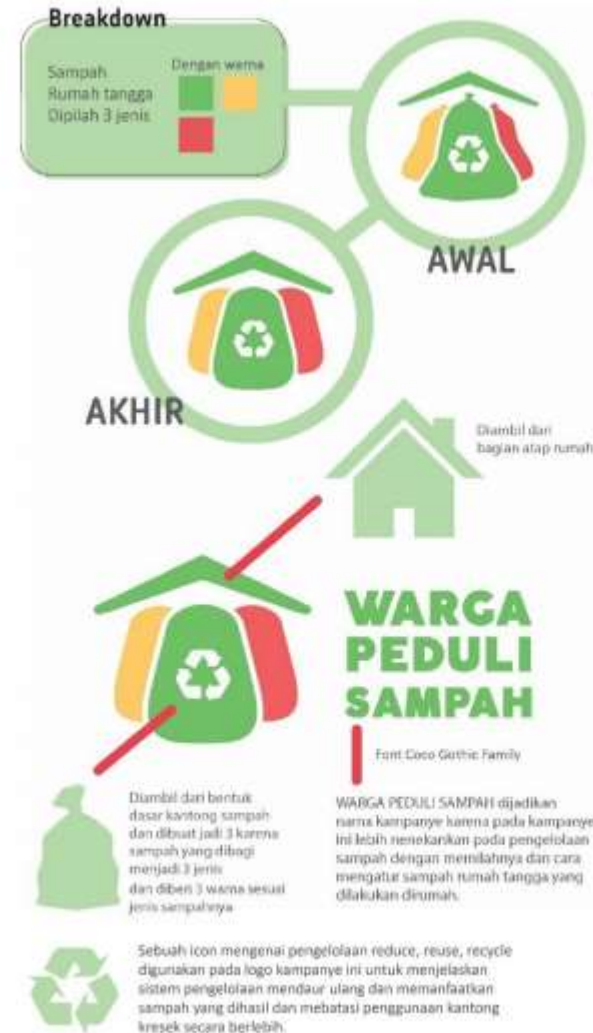 Breakdown
Sampah
Rumah tangga
Dipilah 3 jenis
Dengan warna
AWAL
AKHIR
Diambil dari
bagian atap rumah
WARGA
PEDULI
SAMPAH
Font Coco Gothic Family
Diambil dari bentuk
dasar kantong sampah
dan dibuat jadi 3 karena
sampah yang dibagi
menjadi 3 jenis
dan diberi 3 warna sesuai
jenis sampahnya
WARGA PEDULI SAMPAH dijadikan
nama kampanye karena pada kampanye
ini lebih menekankan pada pengelolaan
sampah dengan memilahnya dan cara
mengatur sampah rumah tangga yang
dilakukan dirumah.
Sebuah icon mengenai pengelolaan reduce, reuse, recycle
digunakan pada logo kampanye ini untuk menjelaskan
sistem pengelolaan mendaur ulang dan memanfaatkan
sampah yang dihasil dan mebatasi penggunaan kantong
kresek secara berlebih.